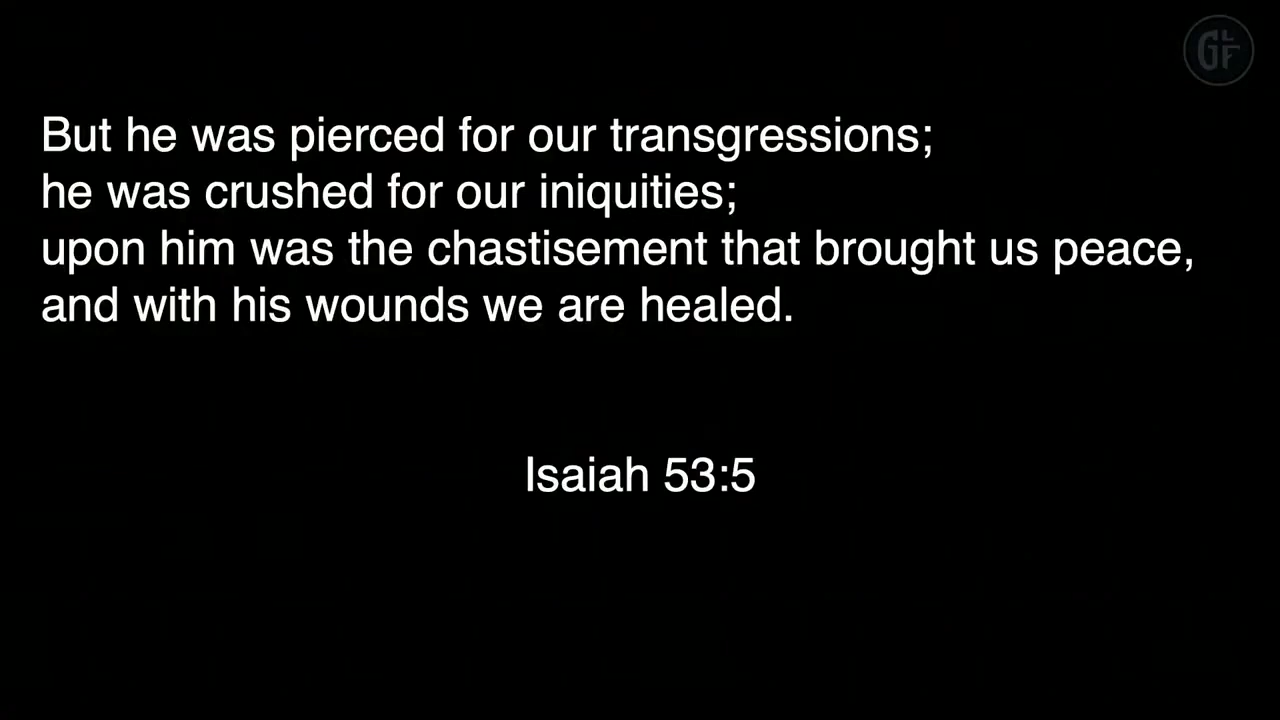 GLF
But he was pierced for our transgressions;
he was crushed for our iniquities;
upon him was the chastisement that brought us peace,
and with his wounds we are healed.
Isaiah 53:5